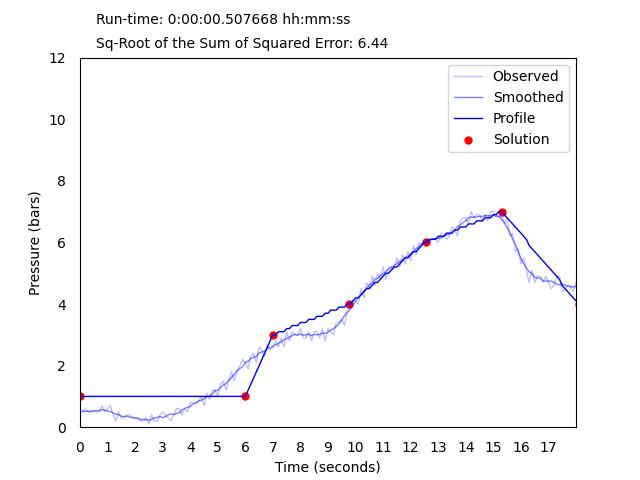 Run-time: 0:00:00.507668 hh:mm:ss
Sq-Root of the Sum of Squared Error: 6.44
12
10
8
6
4
2
0
Pressure (bars)
Observed
Smoothed
Profile
Solution
0 1 2 3 4 5 6 7 8 9 10 11 12 13 14 15 16 17
Time (seconds)